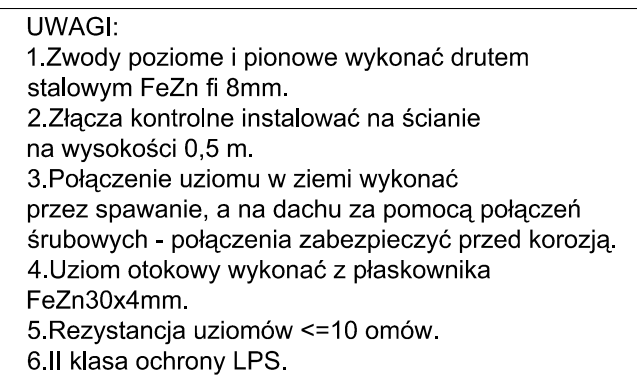 UWAGI:
1.Zwody poziome i pionowe wykonać drutem
stalowym FeZn fi 8mm.
2.Złącza kontrolne instalować na ścianie
na wysokości 0,5 m.
3.Połączenie uziomu w ziemi wykonać
przez spawanie, a na dachu za pomocą połączeń
śrubowych - połączenia zabezpieczyć przed korozją.
4.Uziom otokowy wykonać z płaskownika
FeZn30x4mm.
5.Rezystancja uziomów <=10 omów.
6.II klasa ochrony LPS.